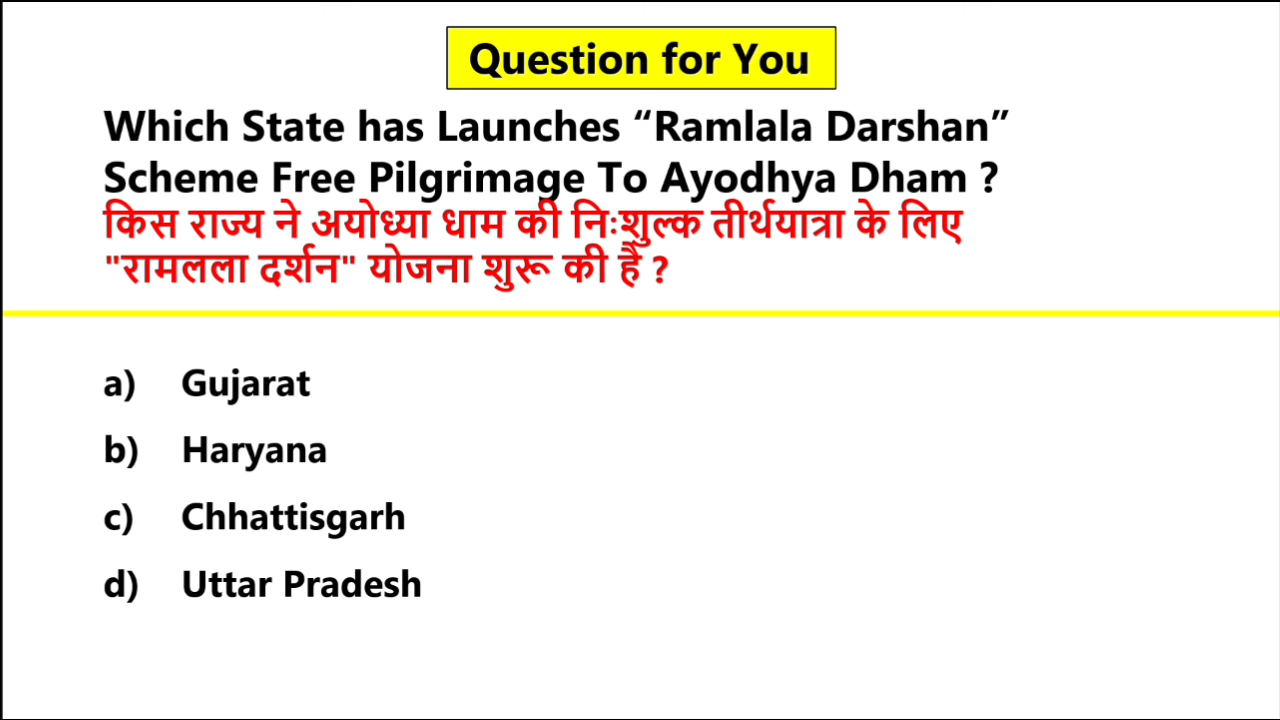 Question for You
Which State has Launches “Ramlala Darshan”
Scheme Free Pilgrimage To Ayodhya Dham ?
किस राज्य ने अयोध्या धाम की निःशुल्क तीर्थयात्रा के लिए
"रामलला दर्शन" योजना शुरू की हैं ?
a) Gujarat
b) Haryana
c) Chhattisgarh
d) Uttar Pradesh